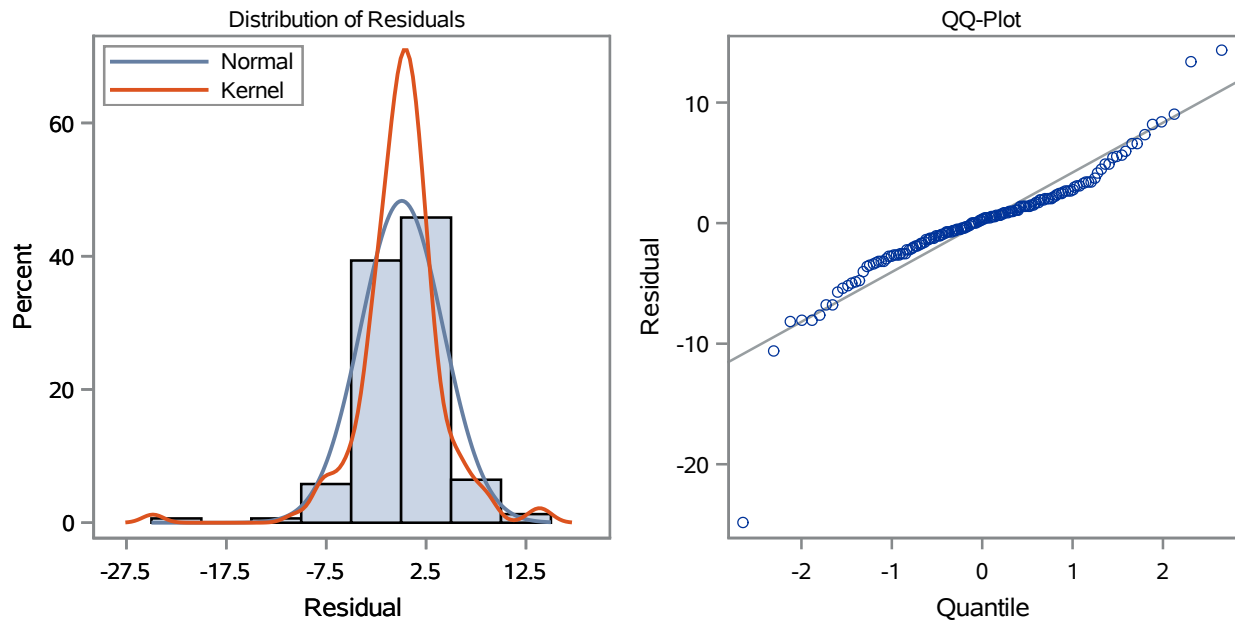 Distribution of Residuals
Normal
Kernel
60
40
20
0
Percent
-27.5 -17.5 -7.5 2.5 12.5
Residual
QQ-Plot
10
0
-10
-20
Residual
-2 -1 0 1 2
Quantile